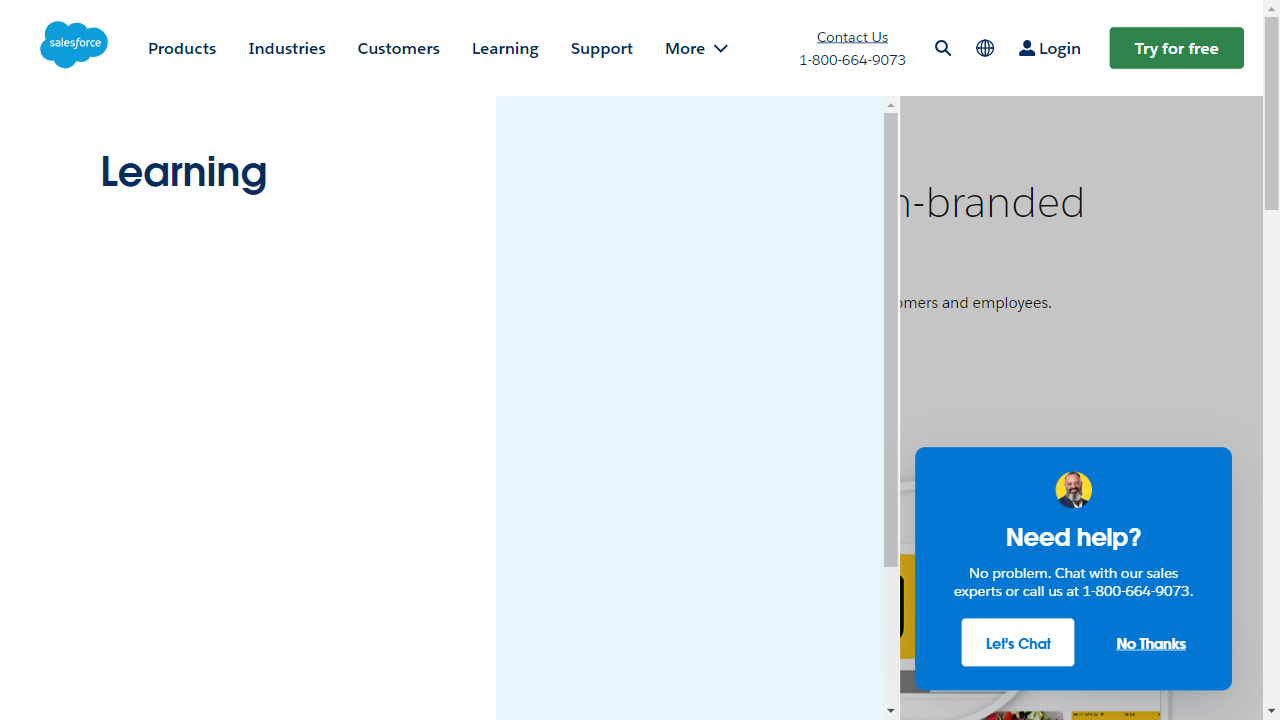 salesforce
Products
Industries
Customers
Learning
Support
More
Contact Us
1-800-664-9073
Login
Try for free
Learning
-branded
omers and employees.
Need help?
No problem. Chat with our sales
experts or call us at 1-800-664-9073.
Let's Chat
No Thanks